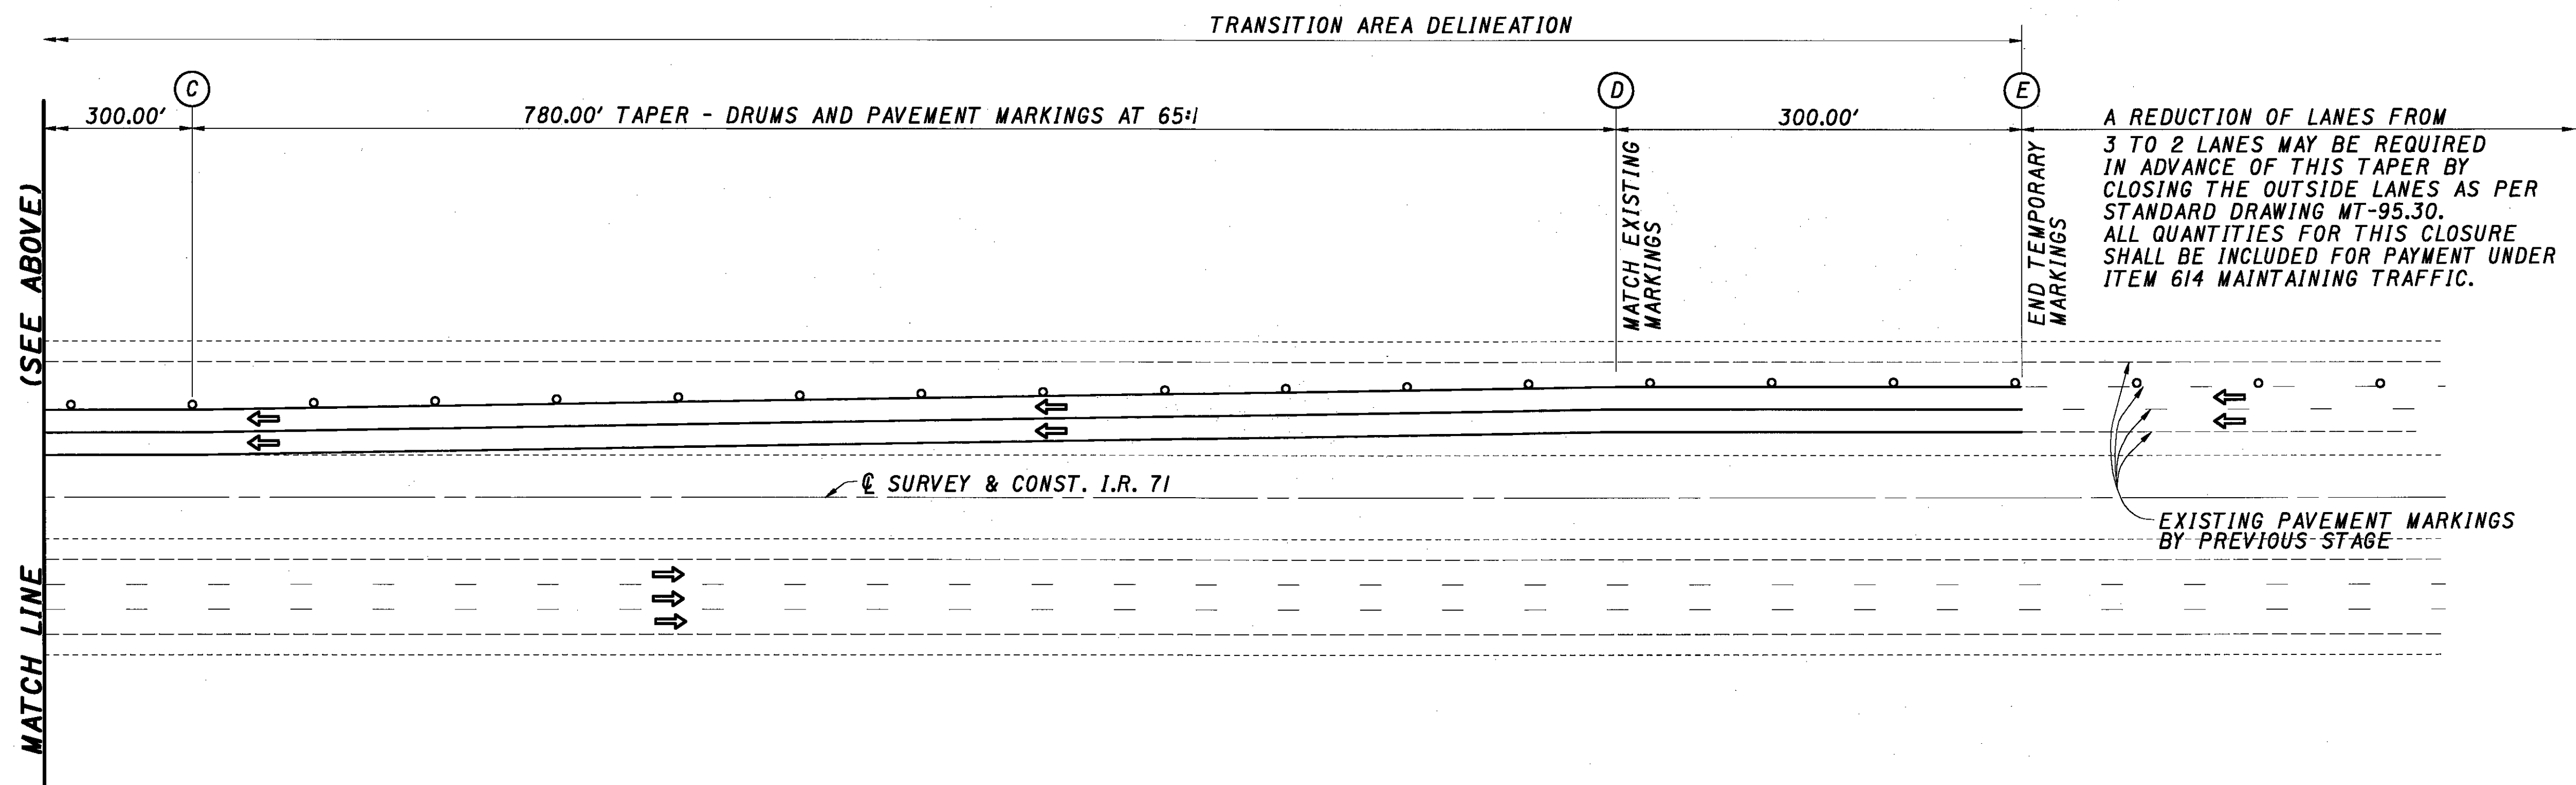 TRANSITION AREA DELINEATION
C
D
E
300.00'
780.00' TAPER - DRUMS AND PAVEMENT MARKINGS AT 65:1
300.00'
A REDUCTION OF LANES FROM
3 TO 2 LANES MAY BE REQUIRED
IN ADVANCE OF THIS TAPER BY
CLOSING THE OUTSIDE LANES AS PER
STANDARD DRAWING MT-95.30.
ALL QUANTITIES FOR THIS CLOSURE
SHALL BE INCLUDED FOR PAYMENT UNDER
ITEM 614 MAINTAINING TRAFFIC.
MATCH EXISTING
MARKINGS
END TEMPORARY
MARKINGS
MATCH LINE (SEE ABOVE)
℄ SURVEY & CONST. I.R. 71
EXISTING PAVEMENT MARKINGS
BY PREVIOUS STAGE